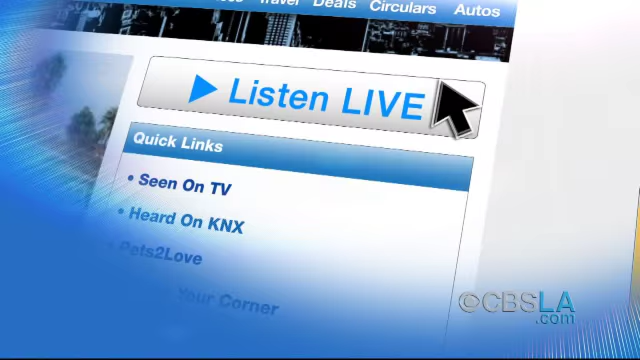 Travel Deals Circulars Autos
Listen LIVE
Quick Links
• Seen On TV
• Heard On KNX
• Pets2Love
Your Corner
CBSLA
.com